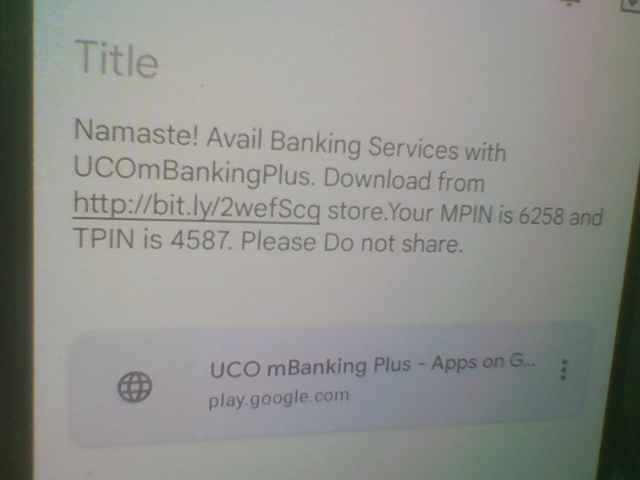 Title
Namaste! Avail Banking Services with
UCOmBankingPlus. Download from
http://bit.ly/2wefScq store.Your MPIN is 6258 and
TPIN is 4587. Please Do not share.
UCO mBanking Plus - Apps on G...
play.google.com